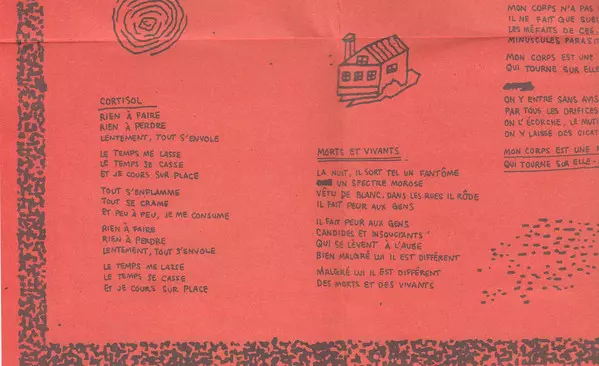 CORTISOL
RIEN À FAIRE
RIEN À PERDRE
LENTEMENT, TOUT S'ENVOLE
LE TEMPS ME LASSE
LE TEMPS SE CASSE
ET JE COURS SUR PLACE
TOUT S'ENFLAMME
TOUT SE CRAME
ET PEU À PEU, JE ME CONSUME
RIEN À FAIRE
RIEN À PERDRE
LENTEMENT, TOUT S'ENVOLE
LE TEMPS ME LASSE
LE TEMPS SE CASSE
ET JE COURS SUR PLACE
MORTS ET VIVANTS
LA NUIT, IL SORT TEL UN FANTÔME
UN SPECTRE MOROSE
VÊTU DE BLANC, DANS LES RUES IL RÔDE
IL FAIT PEUR AUX GENS
IL FAIT PEUR AUX GENS
CANDIDES ET INSOUCIANTS
QUI SE LÈVENT À L'AUBE
BIEN MALGRÉ LUI IL EST DIFFÉRENT
MALGRÉ LUI IL EST DIFFÉRENT
DES MORTS ET DES VIVANTS
MON CORPS N'A PAS
IL NE FAIT QUE SUBI
LES MÉFAITS DE CES
MINUSCULES PARASIT
MON CORPS EST UNE
QUI TOURNE SUR ELLE
ON Y ENTRE SANS AVIS
PAR TOUS LES ORIFICES
ON L'ÉCORCHE, LE MUTI
ON Y LAISSE DES CICAT
MON CORPS EST UNE
QUI TOURNE SUR ELLE-